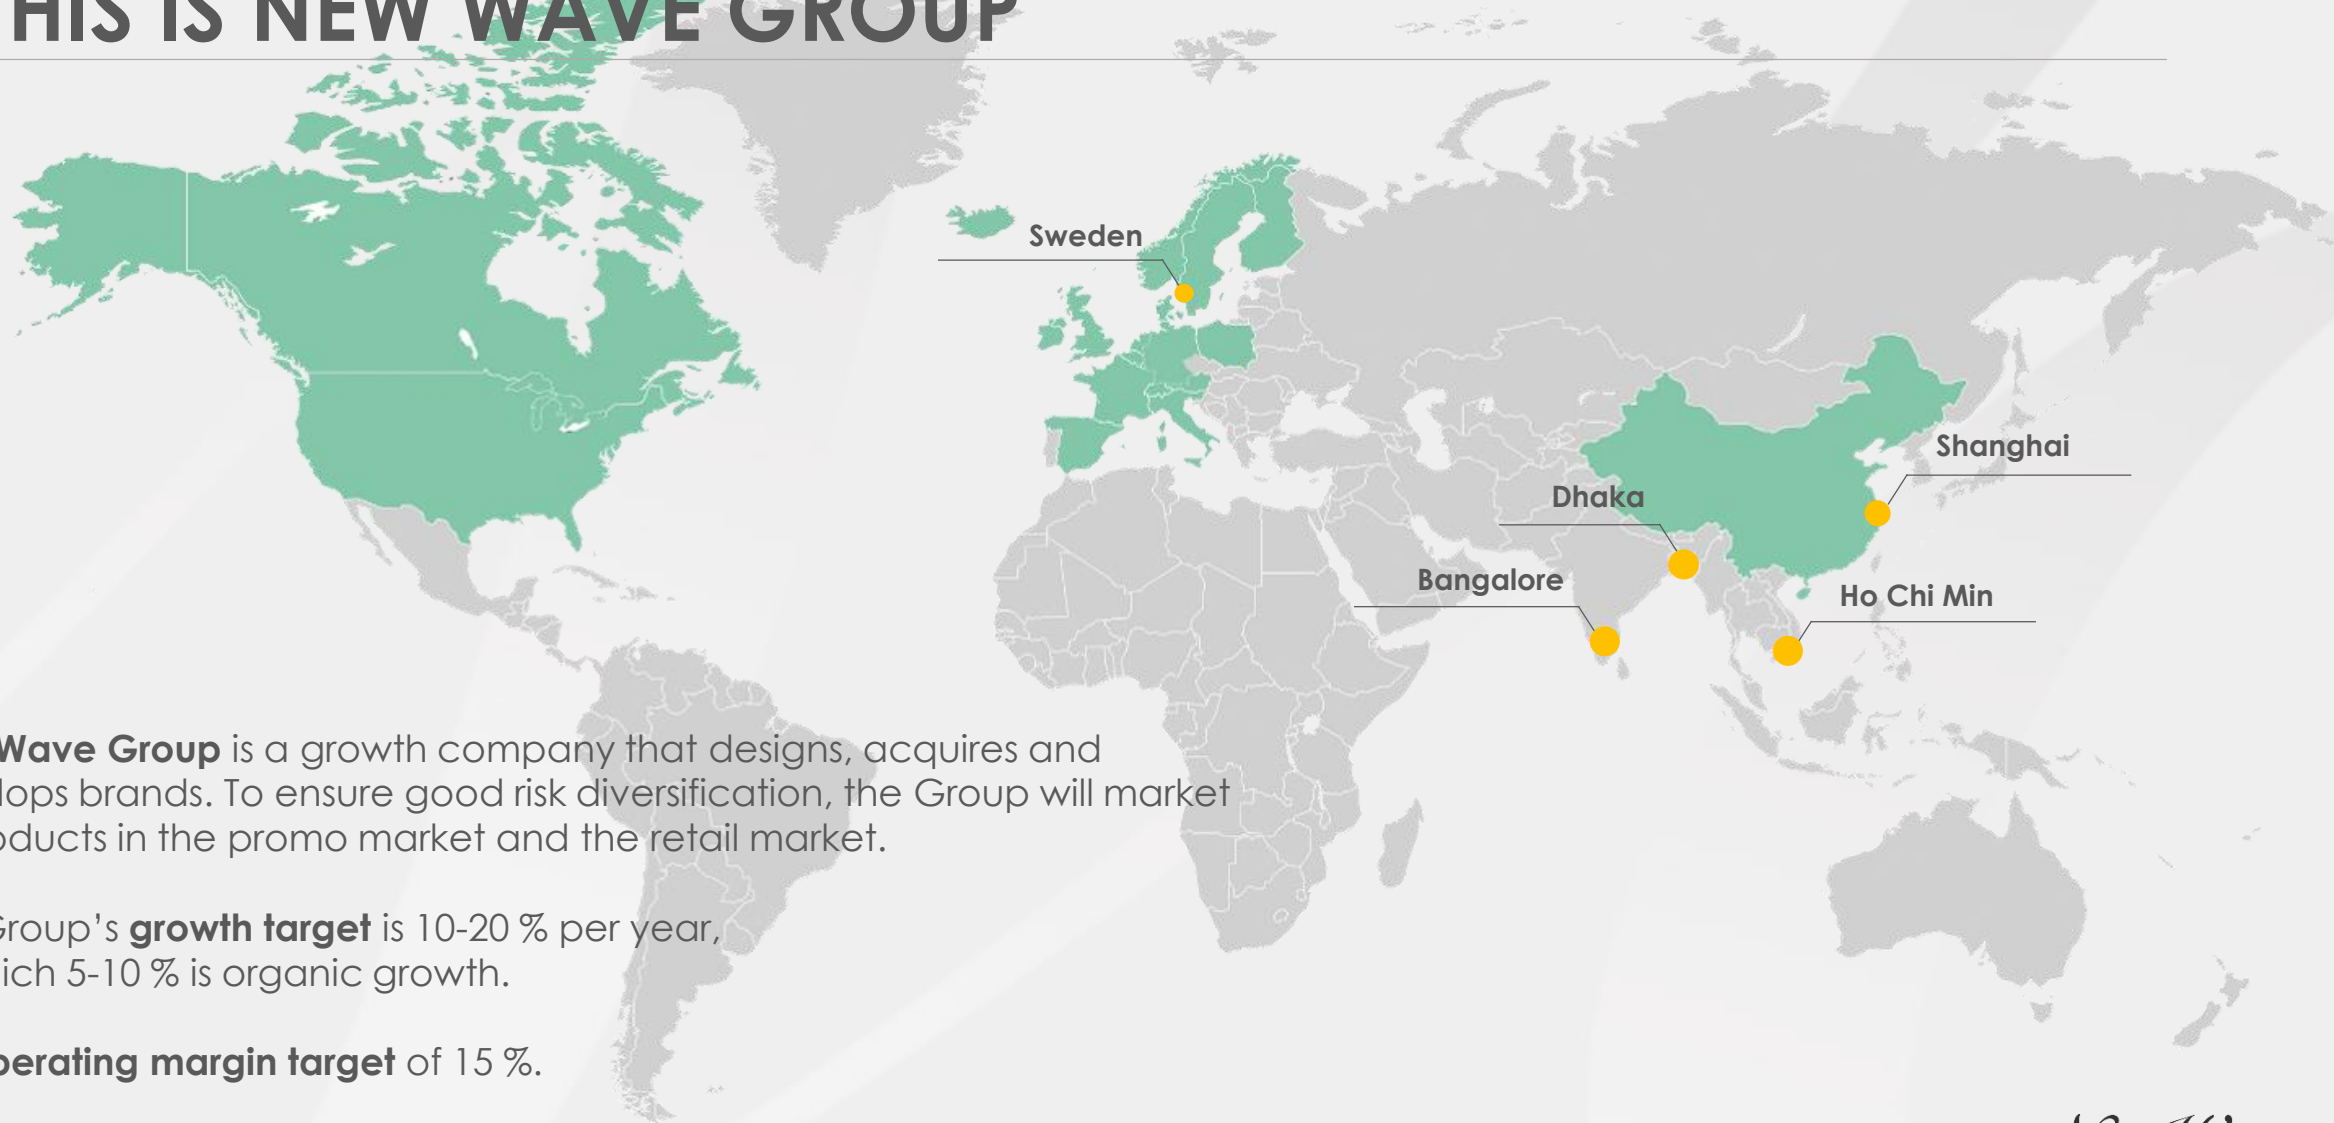 HIS IS NEW WAVE GROUP
Sweden
Shanghai
Dhaka
Bangalore
Ho Chi Min
Wave Group is a growth company that designs, acquires and
lops brands. To ensure good risk diversification, the Group will market
oducts in the promo market and the retail market.
Group’s growth target is 10-20 % per year,
ich 5-10 % is organic growth.
perating margin target of 15 %.